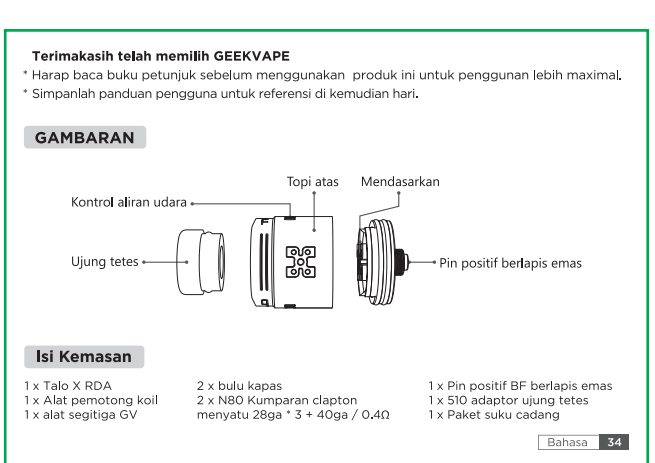 Terimakasih telah memilih GEEKVAPE
* Harap baca buku petunjuk sebelum menggunakan produk ini untuk penggunan lebih maximal.
* Simpanlah panduan pengguna untuk referensi di kemudian hari.
GAMBARAN
Topi atas
Mendasarkan
Kontrol aliran udara
Ujung tetes
Pin positif berlapis emas
Isi Kemasan
1 x Talo X RDA
1 x Alat pemotong koil
1 x alat segitiga GV
2 x bulu kapas
2 x N80 Kumparan clapton
menyatu 28ga * 3 + 40ga / 0.4Ω
1 x Pin positif BF berlapis emas
1 x 510 adaptor ujung tetes
1 x Paket suku cadang
Bahasa 34